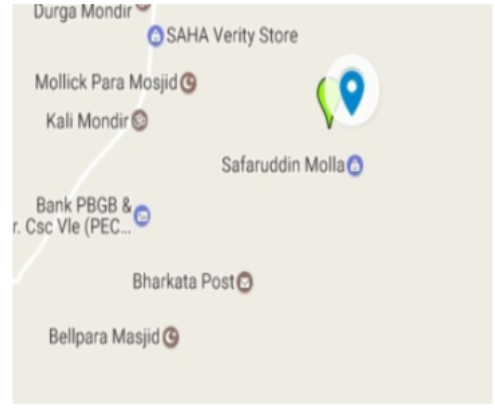 Durga Mondir
SAHA Verity Store
Mollick Para Mosjid
Kali Mondir
Safaruddin Molla
Bank PBGB &
r. Csc Vle (PEC...
Bharkata Post
Bellpara Masjid